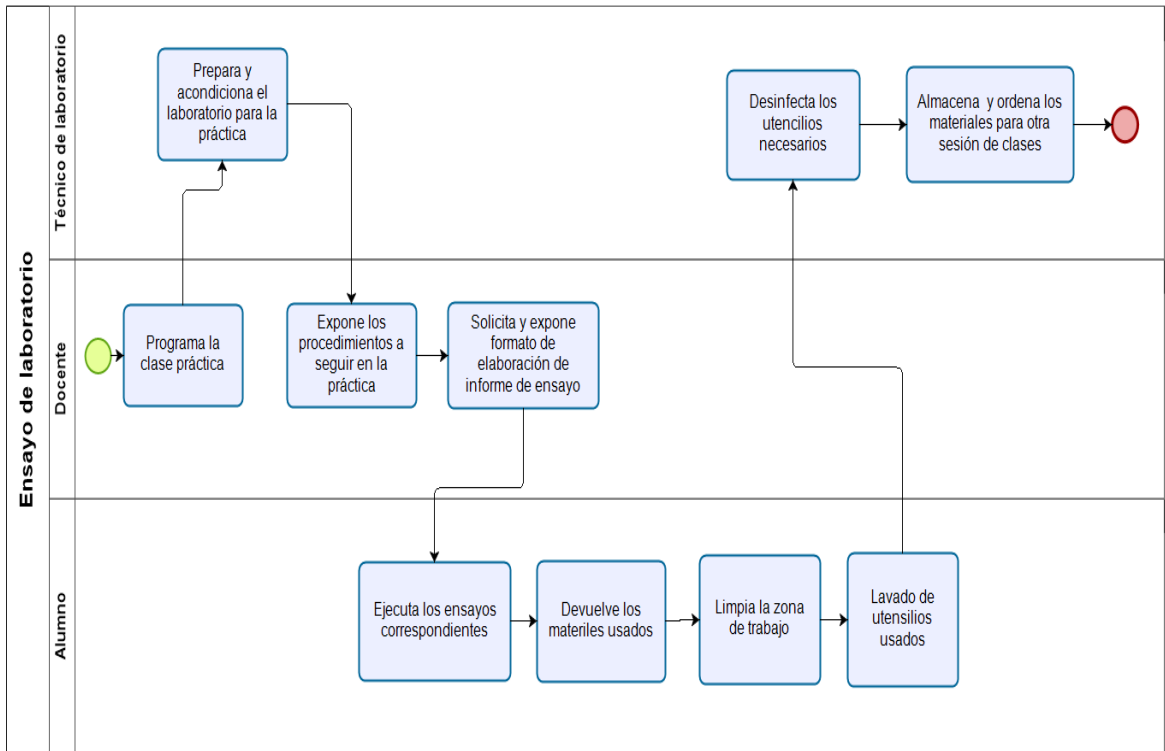 Ensayo de laboratorio
Técnico de laboratorio
Prepara y
acondiciona el
laboratorio para la
práctica
Desinfecta los
utencilios
necesarios
Almacena y ordena los
materiales para otra
sesión de clases
Docente
Programa la
clase práctica
Expone los
procedimientos a
seguir en la
práctica
Solicita y expone
formato de
elaboración de
informe de ensayo
Alumno
Ejecuta los ensayos
correspondientes
Devuelve los
materiles usados
Limpia la zona
de trabajo
Lavado de
utensilios
usados